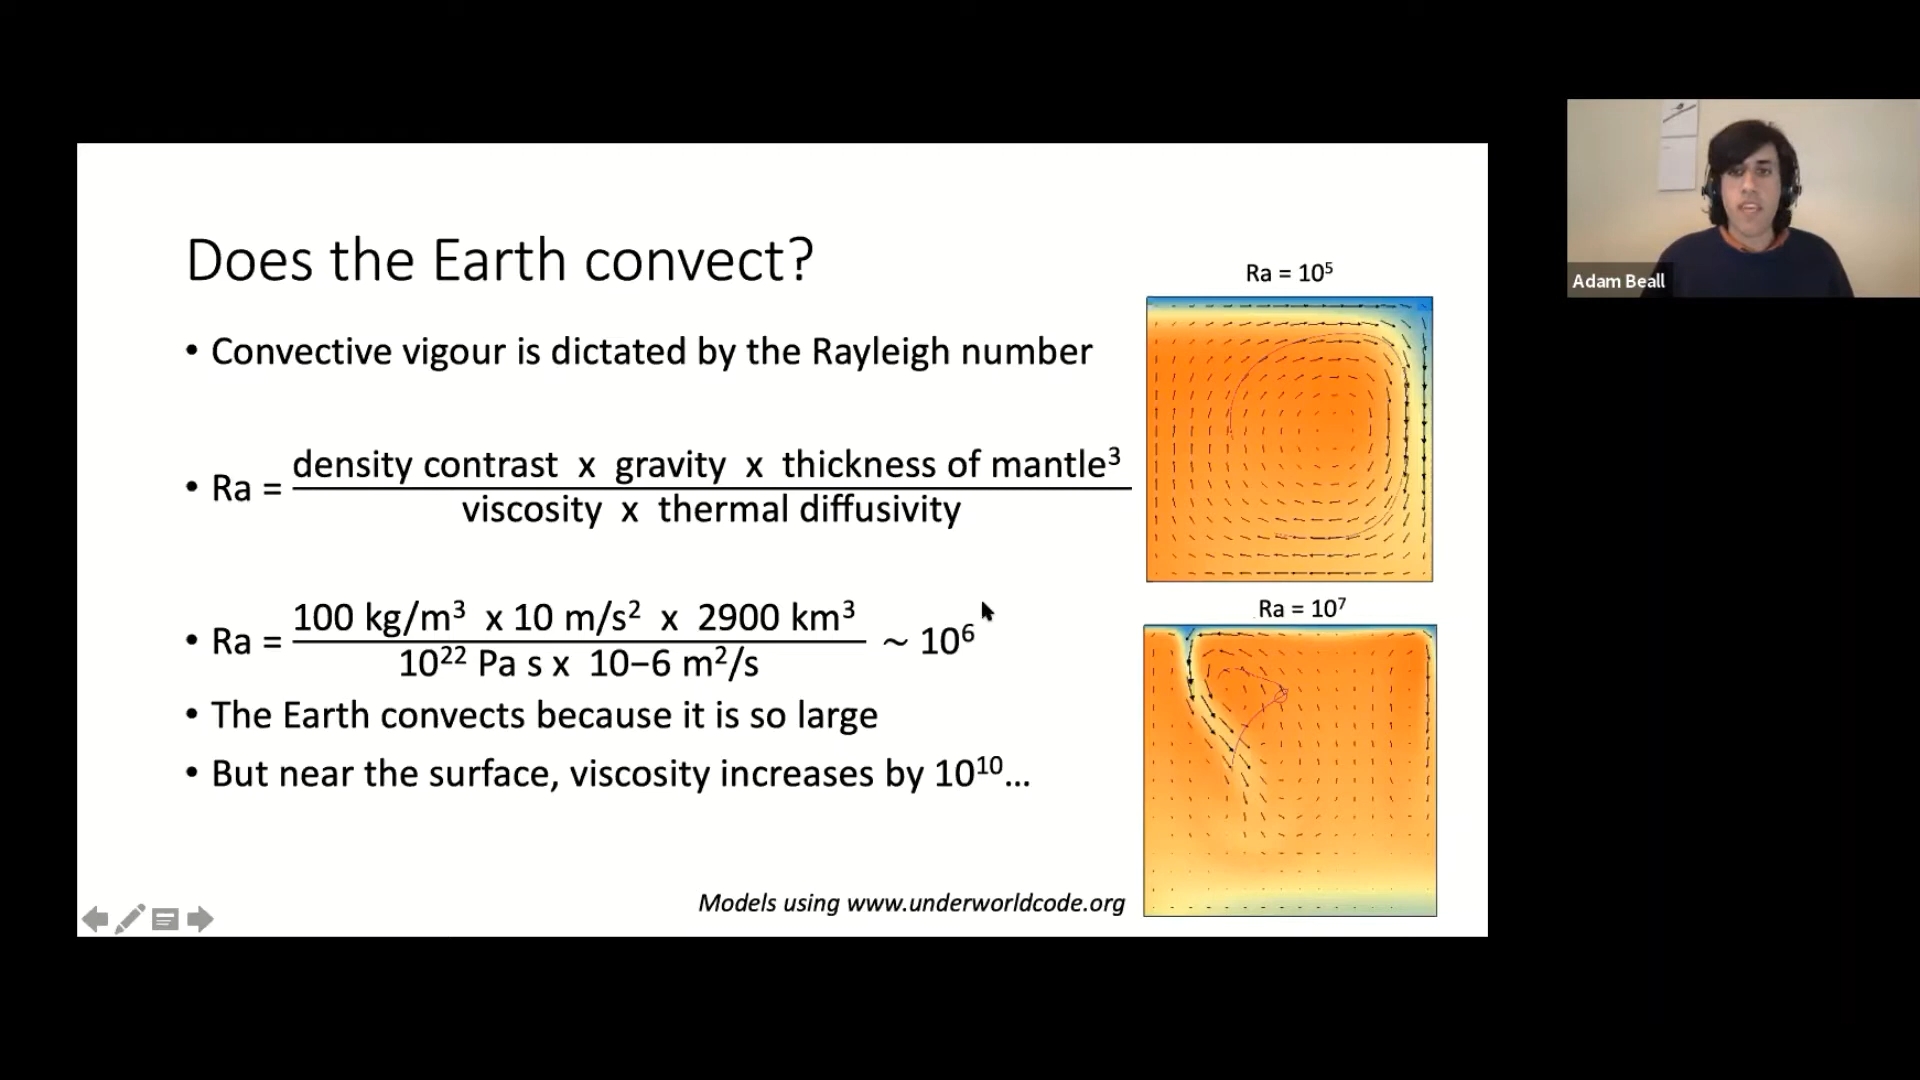 Does the Earth convect?
• Convective vigour is dictated by the Rayleigh number
• Ra = density contrast x gravity x thickness of mantle³
viscosity x thermal diffusivity
• Ra = 100 kg/m³ x 10 m/s² x 2900 km³ ~ 10⁶
10²² Pa s x 10−6 m²/s
• The Earth convects because it is so large
• But near the surface, viscosity increases by 10¹⁰...
Models using www.underworldcode.org
Ra = 10⁵
Ra = 10⁷
Adam Beall